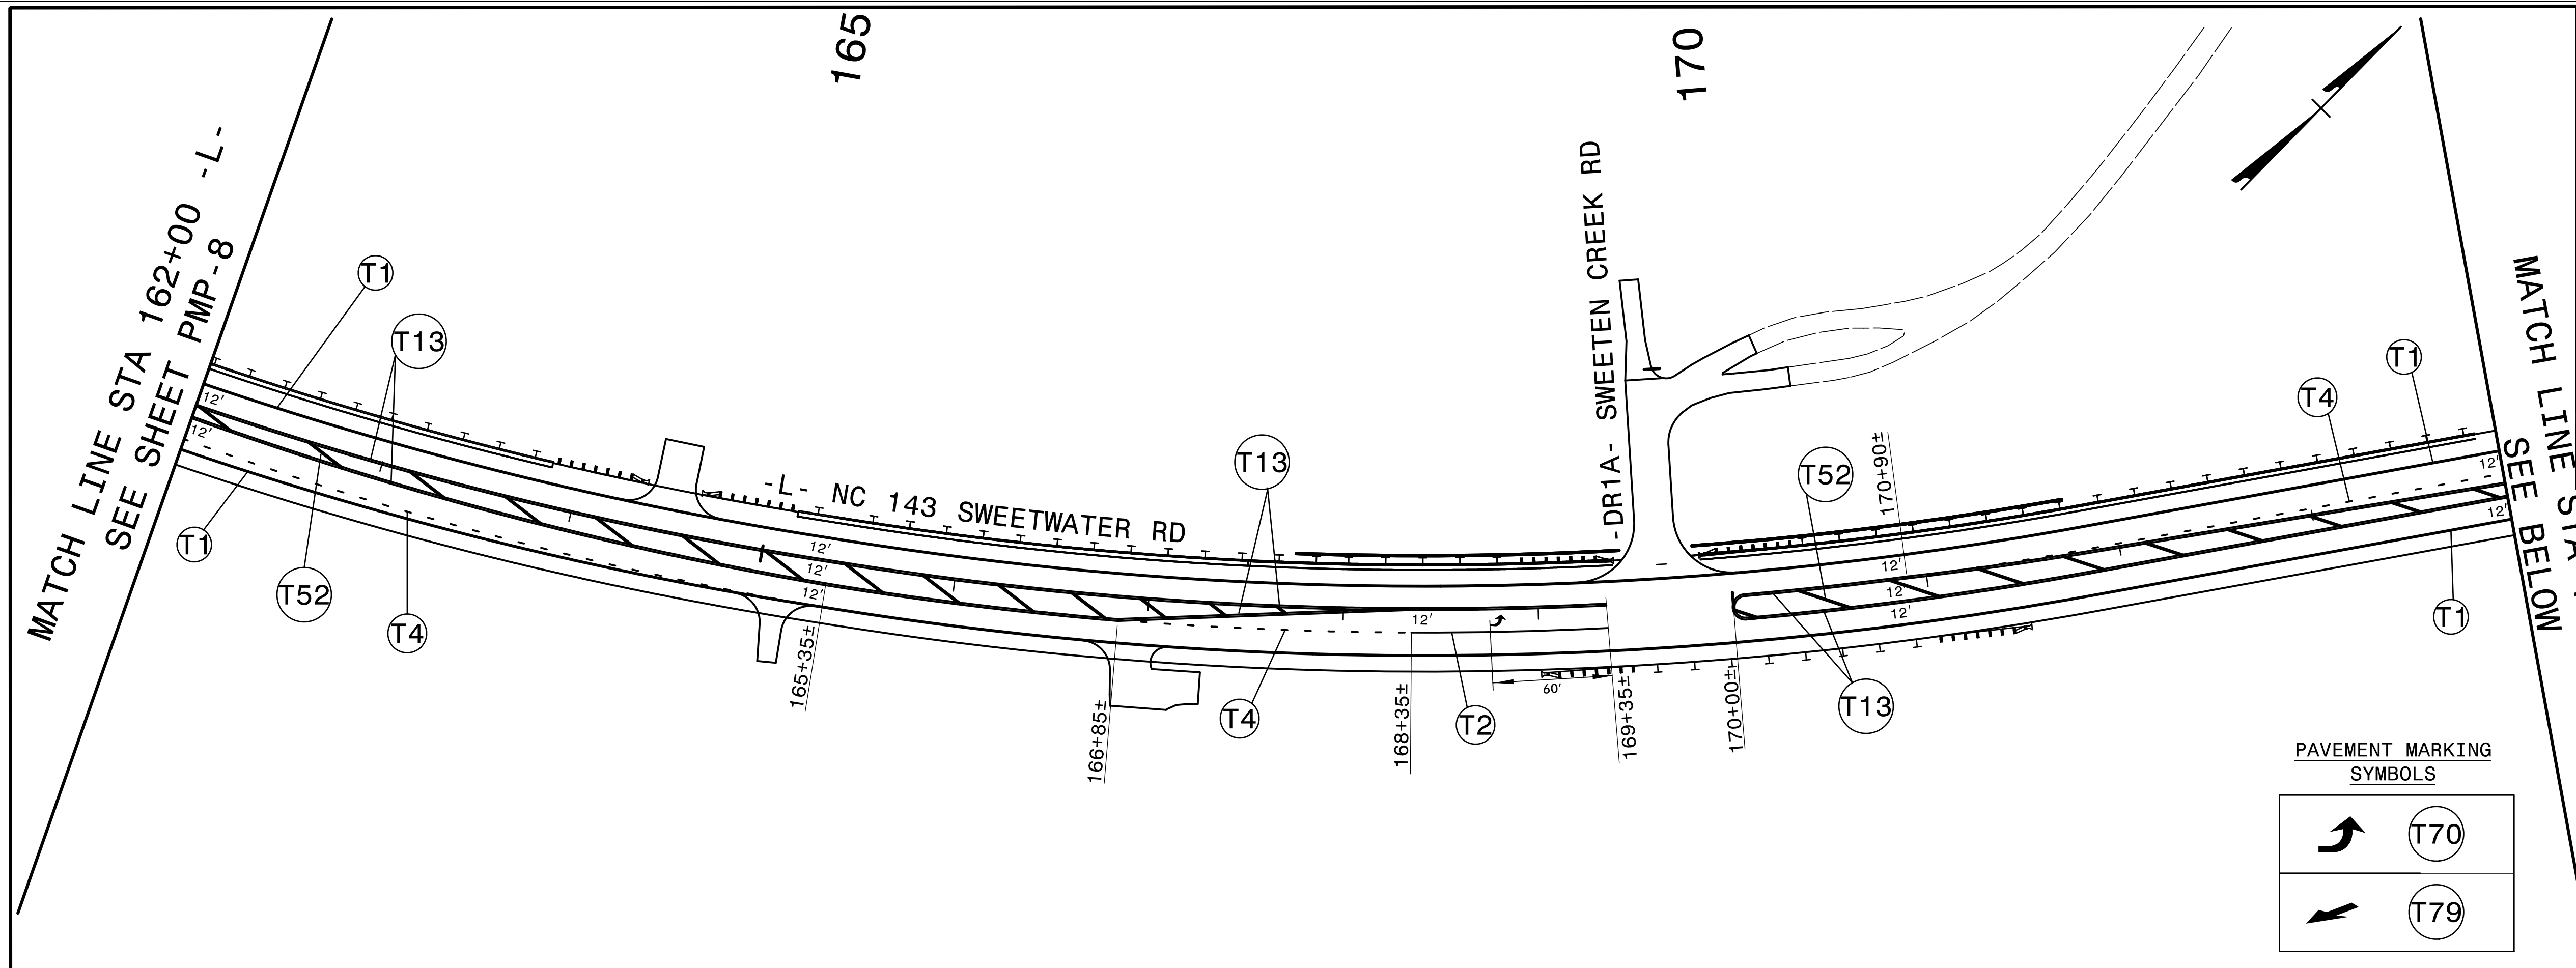 165
170
MATCH LINE STA 162+00 -L-
SEE SHEET PMP-8
T1
T13
12'
12'
T1
T52
T4
-L- NC 143 SWEETWATER RD
12'
12'
12'
165+35±
166+85±
T13
T4
12'
168+35±
T2
60'
169+35±
-DR1A- SWEETEN CREEK RD
170+00±
T52
170+90±
12'
12'
12'
T13
T4
T1
12'
12'
T1
MATCH LINE STA
SEE BELOW
PAVEMENT MARKING
SYMBOLS
T70
T79